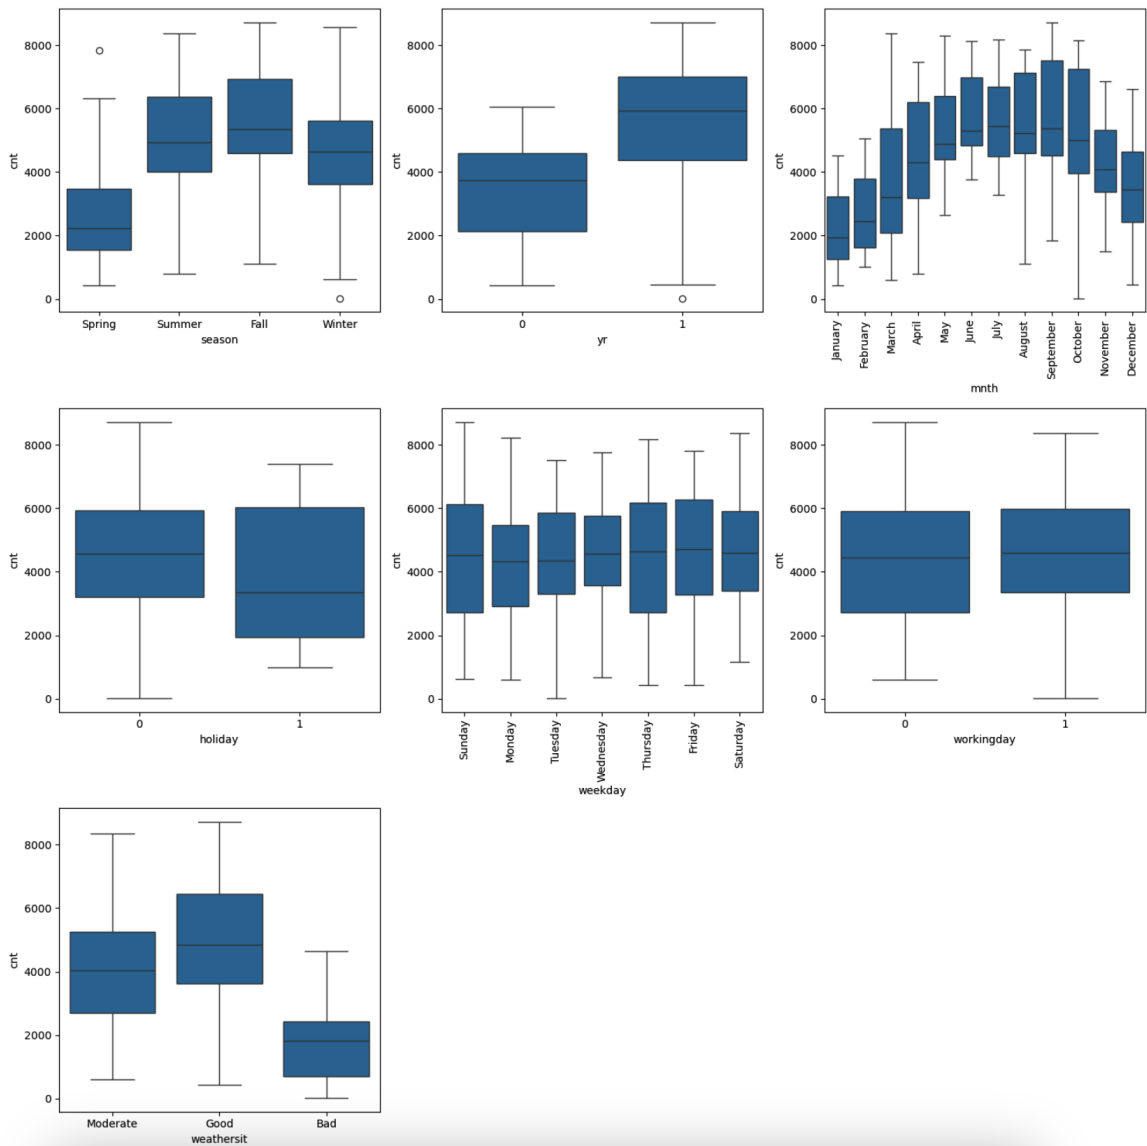 8000
6000
4000
2000
0
cnt
Spring Summer Fall Winter
season
8000
6000
4000
2000
0
cnt
0 1
yr
8000
6000
4000
2000
0
cnt
January
February
March
April
May
June
July
August
September
October
November
December
mnth
8000
6000
4000
2000
0
cnt
0 1
holiday
8000
6000
4000
2000
0
cnt
Sunday
Monday
Tuesday
Wednesday
Thursday
Friday
Saturday
weekday
8000
6000
4000
2000
0
cnt
0 1
workingday
8000
6000
4000
2000
0
cnt
Moderate Good Bad
weathersit